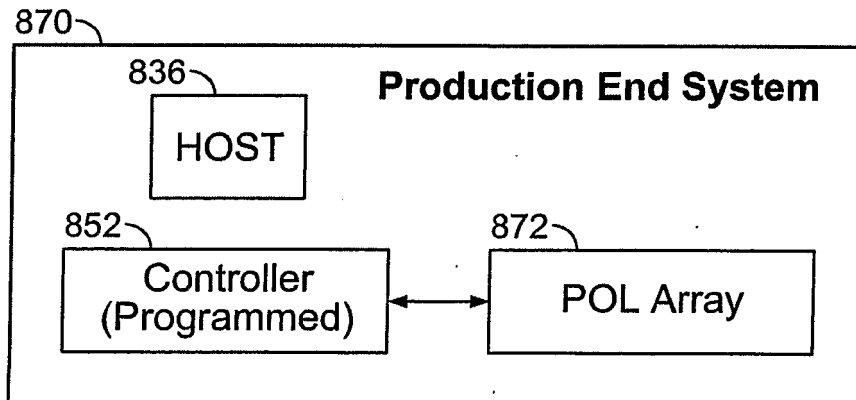 870
836
Production End System
HOST
852
872
Controller
(Programmed)
POL Array